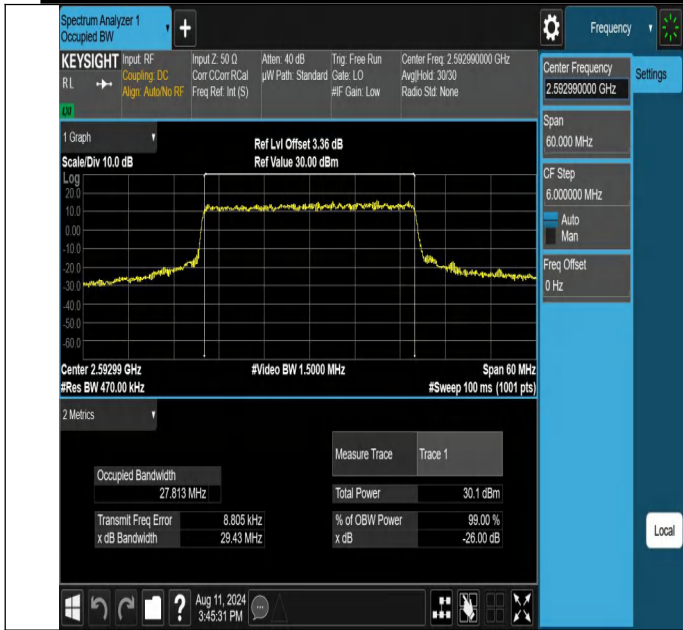 Spectrum Analyzer 1
Occupied BW
+
Frequency
KEYSIGHT
RL
LXI
Input: RF
Coupling: DC
Align: Auto/No RF
Input Z: 50 Ω
Corr CCorr RCal
Freq Ref: Int (S)
Atten: 40 dB
µW Path: Standard
Trig: Free Run
Gate: LO
#IF Gain: Low
Center Freq: 2.592990000 GHz
Avg|Hold: 30/30
Radio Std: None
Center Frequency
2.592990000 GHz
Settings
Span
60.000 MHz
CF Step
6.000000 MHz
Auto
Man
Freq Offset
0 Hz
Local
1 Graph
Scale/Div 10.0 dB
Ref Lvl Offset 3.36 dB
Ref Value 30.00 dBm
Log
20.0
10.0
0.00
-10.0
-20.0
-30.0
-40.0
-50.0
-60.0
Center 2.59299 GHz
#Res BW 470.00 kHz
#Video BW 1.5000 MHz
Span 60 MHz
#Sweep 100 ms (1001 pts)
2 Metrics
Measure Trace Trace 1
Occupied Bandwidth
27.813 MHz
Total Power 30.1 dBm
Transmit Freq Error 8.805 kHz
% of OBW Power 99.00 %
x dB Bandwidth 29.43 MHz
x dB -26.00 dB
?
Aug 11, 2024
3:45:31 PM